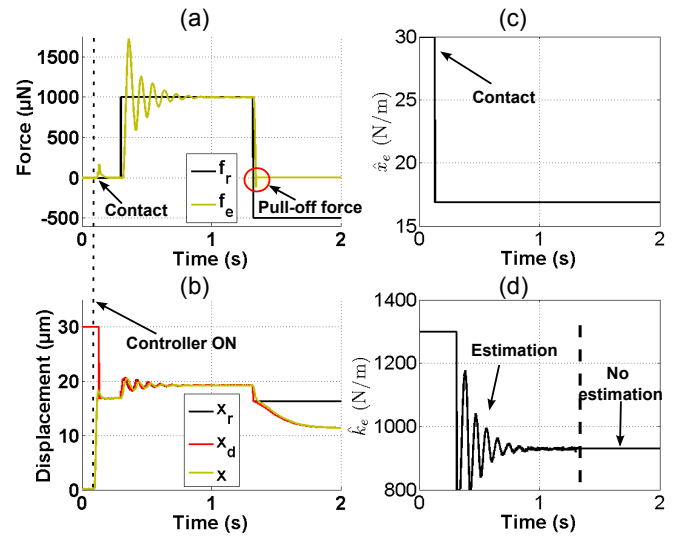 (a)
1500
1000
500
0
-500
Force (μN)
f_r
f_e
Contact
Pull-off force
0
1
2
Time (s)
(c)
30
25
20
15
x̂_e (N/m)
Contact
0
1
2
Time (s)
(b)
30
20
10
0
Displacement (μm)
Controller ON
x_r
x_d
x
0
1
2
Time (s)
(d)
1400
1200
1000
800
k̂_e (N/m)
Estimation
No
estimation
0
1
2
Time (s)